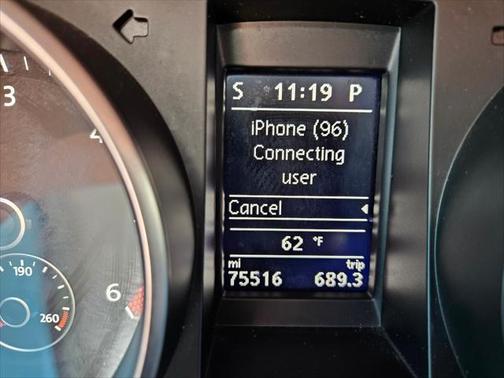 3
4
6
190
260
S 11:19 P
iPhone (96)
Connecting
user
Cancel
62 °F
mi trip
75516 689.3